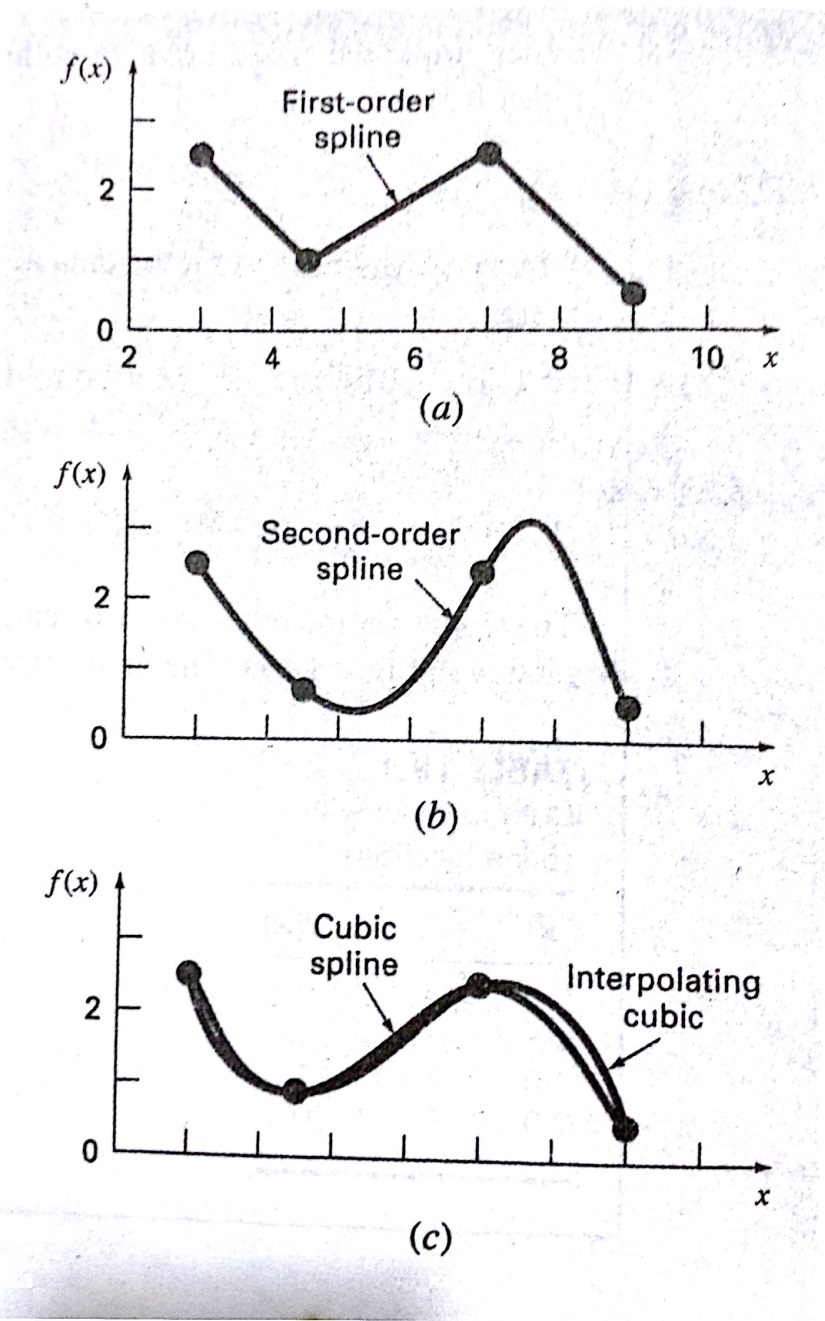 f(x)
First-order
spline
2
0
2 4 6 8 10 x
(a)
f(x)
Second-order
spline
2
0
x
(b)
f(x)
Cubic
spline
Interpolating
cubic
2
0
x
(c)